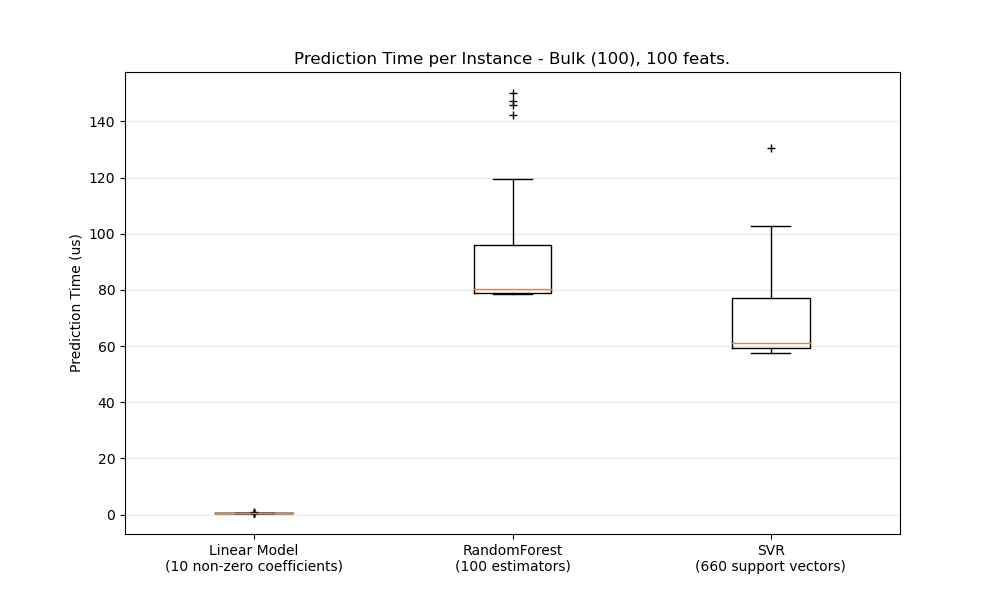 Prediction Time per Instance - Bulk (100), 100 feats.
Prediction Time (us)
140
120
100
80
60
40
20
0
Linear Model
(10 non-zero coefficients)
RandomForest
(100 estimators)
SVR
(660 support vectors)